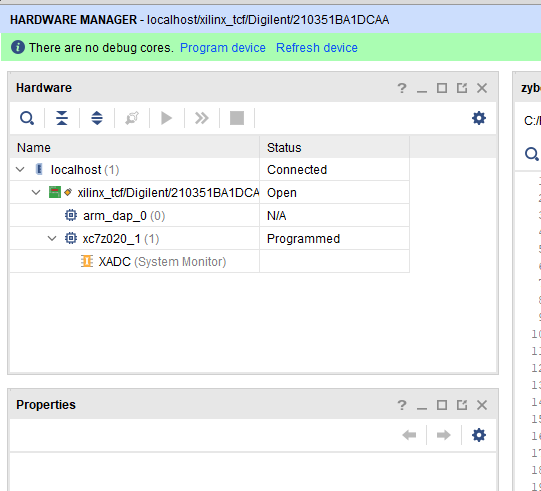 HARDWARE MANAGER - localhost/xilinx_tcf/Digilent/210351BA1DCAA
There are no debug cores. Program device Refresh device
Hardware
Name Status
localhost (1) Connected
xilinx_tcf/Digilent/210351BA1DCA Open
arm_dap_0 (0) N/A
xc7z020_1 (1) Programmed
XADC (System Monitor)
Properties
zyb
C:/
1
2
3
4
5
6
7
8
9
10
11
12
13
14
15
16
17
18
19